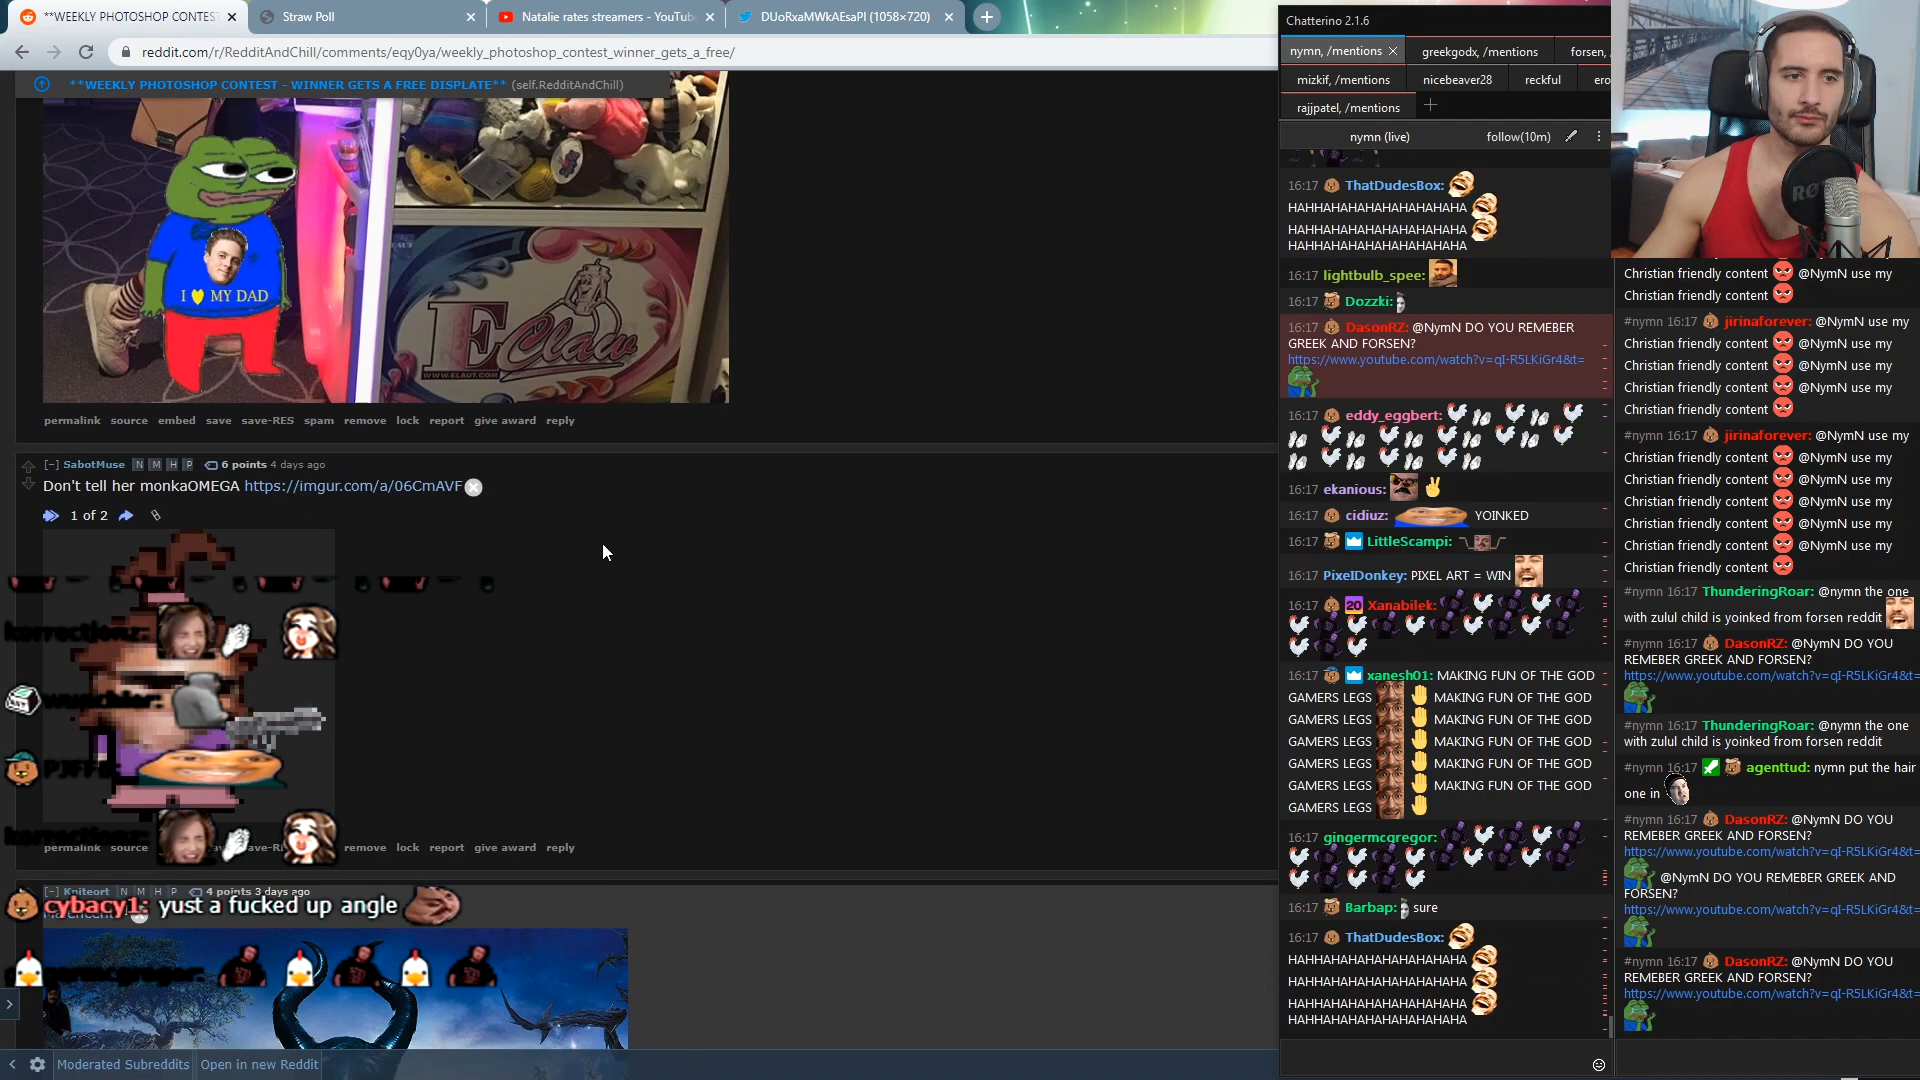 **WEEKLY PHOTOSHOP CONTEST
Straw Poll
Natalie rates streamers - YouTub
DUoRxaMWkAEsaPI (1058×720)
reddit.com/r/RedditAndChill/comments/eqy0ya/weekly_photoshop_contest_winner_gets_a_free/
**WEEKLY PHOTOSHOP CONTEST - WINNER GETS A FREE DISPLATE** (self.RedditAndChill)
I MY DAD
EClaw
WWW.ELAUT.COM
permalink source embed save save-RES spam remove lock report give award reply
[-] SabotMuse N M H P 6 points 4 days ago
Don't tell her monkaOMEGA https://imgur.com/a/06CmAVF
1 of 2
permalink source remove lock report give award reply
[-] Kniteort N M H P 4 points 3 days ago
cybacy1: yust a fucked up angle
Moderated Subreddits
Open in new Reddit
Chatterino 2.1.6
nymn, /mentions
greekgodx, /mentions
forsen,
mizkif, /mentions
nicebeaver28
reckful
ero
rajjpatel, /mentions
nymn (live)
follow(10m)
16:17 ThatDudesBox:
HAHHAHAHAHAHAHAHAHA
HAHHAHAHAHAHAHAHAHA
HAHHAHAHAHAHAHAHAHA
16:17 lightbulb_spee:
16:17 Dozzki:
16:17 DasonRZ: @NymN DO YOU REMEBER
GREEK AND FORSEN?
https://www.youtube.com/watch?v=qI-R5LKiGr4&t=
16:17 eddy_eggbert:
16:17 ekanious:
16:17 cidiuz: YOINKED
16:17 LittleScampi:
16:17 PixelDonkey: PIXEL ART = WIN
16:17 20 Xanabilek:
16:17 xanesh01: MAKING FUN OF THE GOD
GAMERS LEGS MAKING FUN OF THE GOD
GAMERS LEGS MAKING FUN OF THE GOD
GAMERS LEGS MAKING FUN OF THE GOD
GAMERS LEGS MAKING FUN OF THE GOD
GAMERS LEGS MAKING FUN OF THE GOD
GAMERS LEGS
16:17 gingermcgregor:
16:17 Barbap: sure
16:17 ThatDudesBox:
HAHHAHAHAHAHAHAHAHA
HAHHAHAHAHAHAHAHAHA
HAHHAHAHAHAHAHAHAHA
HAHHAHAHAHAHAHAHAHA
Christian friendly content @NymN use my
Christian friendly content
#nymn 16:17 jirinaforever: @NymN use my
Christian friendly content @NymN use my
Christian friendly content @NymN use my
Christian friendly content @NymN use my
Christian friendly content
#nymn 16:17 jirinaforever: @NymN use my
Christian friendly content @NymN use my
Christian friendly content @NymN use my
Christian friendly content @NymN use my
Christian friendly content @NymN use my
Christian friendly content @NymN use my
Christian friendly content
#nymn 16:17 ThunderingRoar: @nymn the one
with zulul child is yoinked from forsen reddit
#nymn 16:17 DasonRZ: @NymN DO YOU
REMEBER GREEK AND FORSEN?
https://www.youtube.com/watch?v=qI-R5LKiGr4&t=
#nymn 16:17 ThunderingRoar: @nymn the one
with zulul child is yoinked from forsen reddit
#nymn 16:17 agenttud: nymn put the hair
one in
#nymn 16:17 DasonRZ: @NymN DO YOU
REMEBER GREEK AND FORSEN?
https://www.youtube.com/watch?v=qI-R5LKiGr4&t=
@NymN DO YOU REMEBER GREEK AND
FORSEN?
https://www.youtube.com/watch?v=qI-R5LKiGr4&t=
#nymn 16:17 DasonRZ: @NymN DO YOU
REMEBER GREEK AND FORSEN?
https://www.youtube.com/watch?v=qI-R5LKiGr4&t=